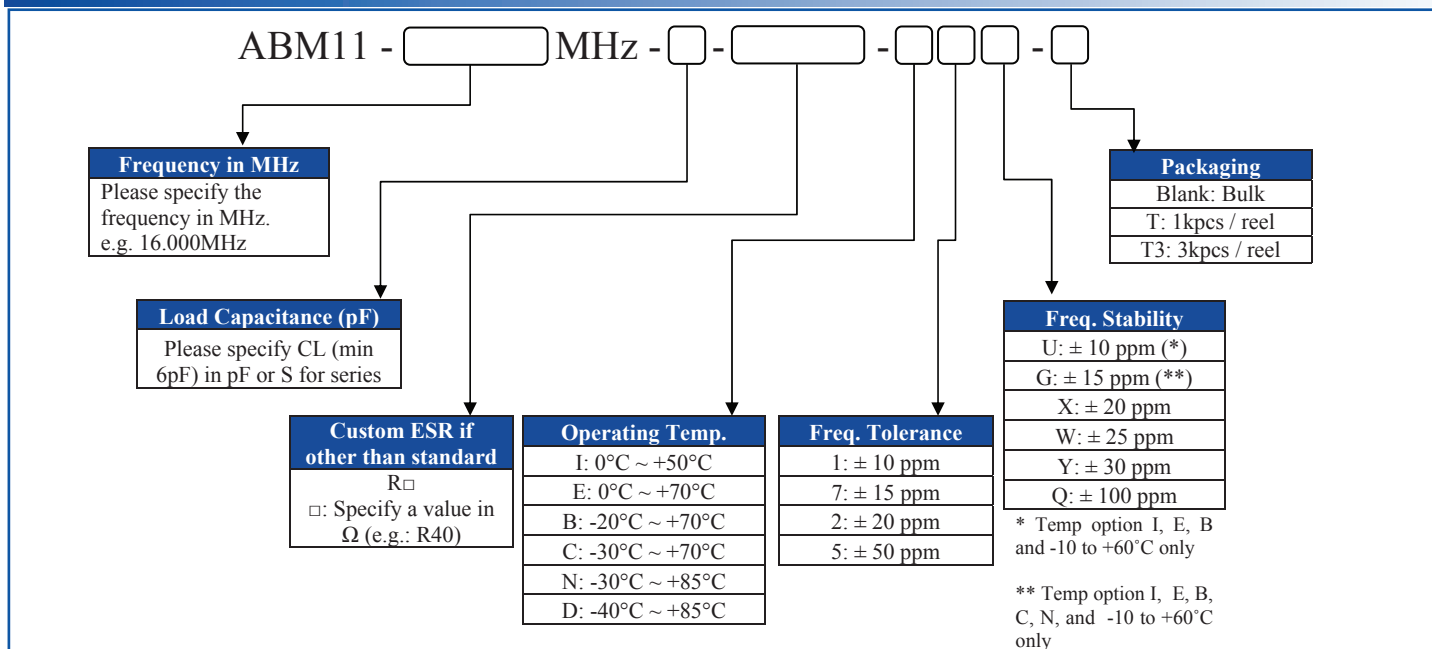 ABM11 - MHz - - - -
Frequency in MHz
Please specify the
frequency in MHz.
e.g. 16.000MHz
Packaging
Blank: Bulk
T: 1kpcs / reel
T3: 3kpcs / reel
Load Capacitance (pF)
Please specify CL (min
6pF) in pF or S for series
Custom ESR if
other than standard
R□
□: Specify a value in
Ω (e.g.: R40)
Operating Temp.
I: 0°C ~ +50°C
E: 0°C ~ +70°C
B: -20°C ~ +70°C
C: -30°C ~ +70°C
N: -30°C ~ +85°C
D: -40°C ~ +85°C
Freq. Tolerance
1: ± 10 ppm
7: ± 15 ppm
2: ± 20 ppm
5: ± 50 ppm
Freq. Stability
U: ± 10 ppm (*)
G: ± 15 ppm (**)
X: ± 20 ppm
W: ± 25 ppm
Y: ± 30 ppm
Q: ± 100 ppm
* Temp option I, E, B
and -10 to +60˚C only
** Temp option I, E, B,
C, N, and -10 to +60˚C
only